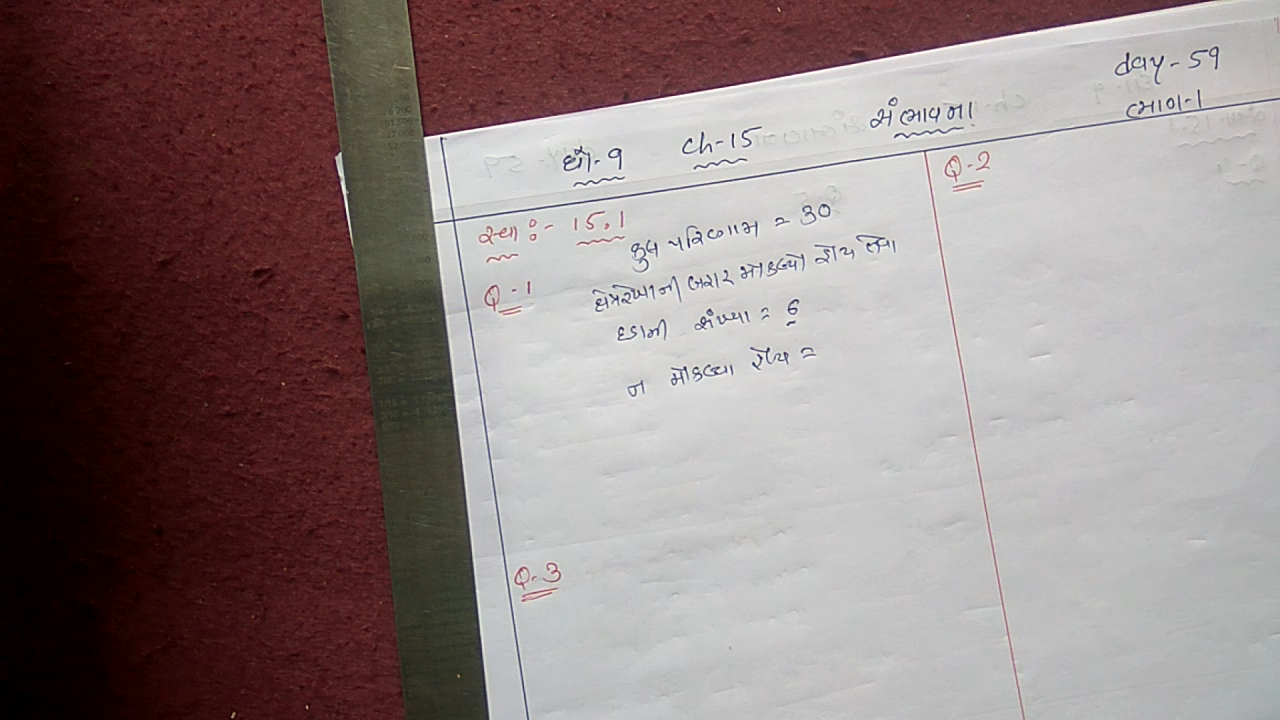 ધો-9 ch-15 સંભાવના day-59
ભાગ-1
સ્વા :- 15.1
Q-1 કુલ પરિણામ = 30
ક્ષેત્રરેખાની બહાર મોકલ્યો હોય તેવા
દડાની સંખ્યા = 6
ન મોકલ્યા હોય =
Q-2
Q-3